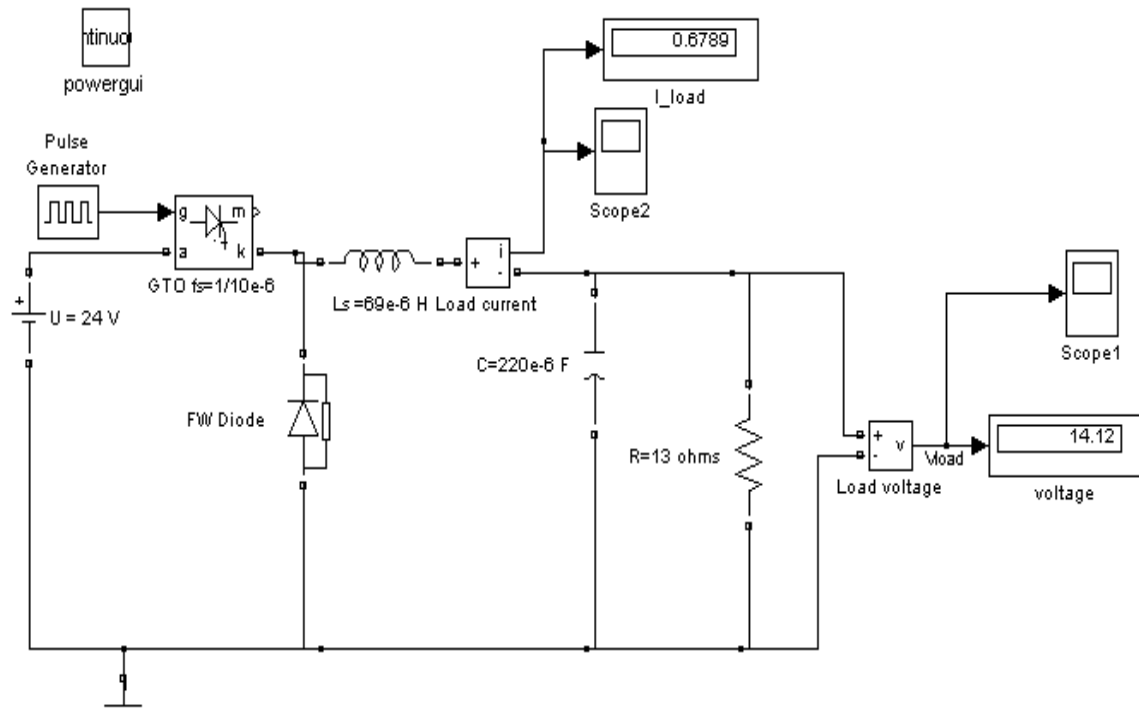 ntinuo
powergui
0.6789
I_load
Scope2
Pulse
Generator
g m
a k
GTO fs=1/10e-6
+
U = 24 V
+ i
-
Ls =69e-6 H Load current
C=220e-6 F
FW Diode
R=13 ohms
Scope1
+ v
-
Vload
Load voltage
14.12
voltage